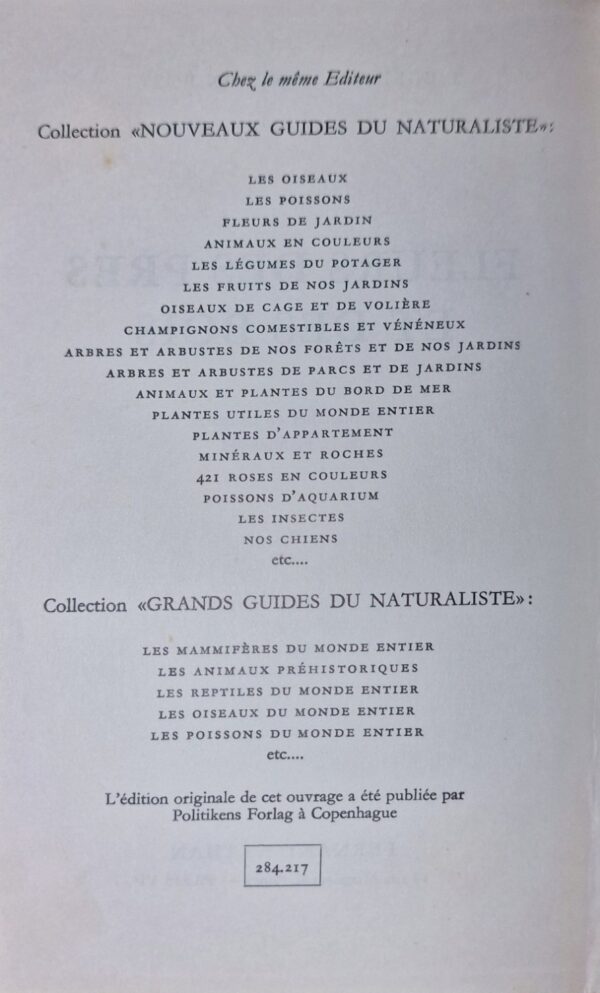 Chez le même Editeur
Collection «NOUVEAUX GUIDES DU NATURALISTE»:
LES OISEAUX
LES POISSONS
FLEURS DE JARDIN
ANIMAUX EN COULEURS
LES LÉGUMES DU POTAGER
LES FRUITS DE NOS JARDINS
OISEAUX DE CAGE ET DE VOLIÈRE
CHAMPIGNONS COMESTIBLES ET VÉNÉNEUX
ARBRES ET ARBUSTES DE NOS FORÊTS ET DE NOS JARDINS
ARBRES ET ARBUSTES DE PARCS ET DE JARDINS
ANIMAUX ET PLANTES DU BORD DE MER
PLANTES UTILES DU MONDE ENTIER
PLANTES D'APPARTEMENT
MINÉRAUX ET ROCHES
421 ROSES EN COULEURS
POISSONS D'AQUARIUM
LES INSECTES
NOS CHIENS
etc....
Collection «GRANDS GUIDES DU NATURALISTE»:
LES MAMMIFÈRES DU MONDE ENTIER
LES ANIMAUX PRÉHISTORIQUES
LES REPTILES DU MONDE ENTIER
LES OISEAUX DU MONDE ENTIER
LES POISSONS DU MONDE ENTIER
etc....
L'édition originale de cet ouvrage a été publiée par
Politikens Forlag à Copenhague
284.217